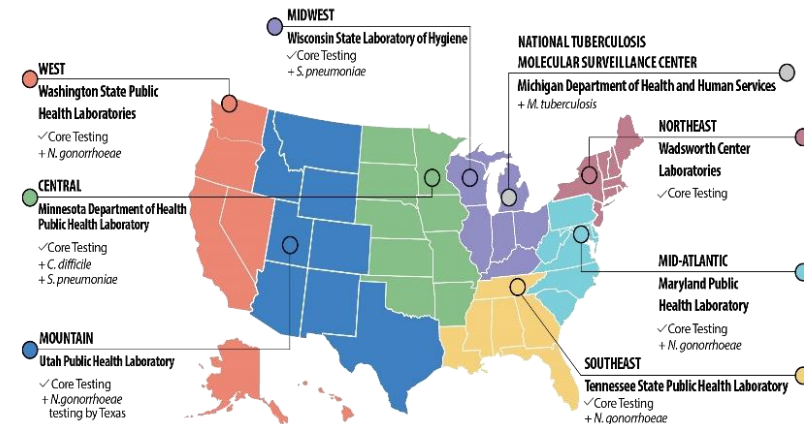 MIDWEST
Wisconsin State Laboratory of Hygiene
✓Core Testing
+ S. pneumoniae
NATIONAL TUBERCULOSIS
MOLECULAR SURVEILLANCE CENTER
Michigan Department of Health and Human Services
+ M. tuberculosis
WEST
Washington State Public
Health Laboratories
✓Core Testing
+ N. gonorrhoeae
NORTHEAST
Wadsworth Center
Laboratories
✓Core Testing
CENTRAL
Minnesota Department of Health
Public Health Laboratory
✓Core Testing
+ C. difficile
+ S. pneumoniae
MID-ATLANTIC
Maryland Public
Health Laboratory
✓Core Testing
+ N. gonorrhoeae
MOUNTAIN
Utah Public Health Laboratory
✓Core Testing
+ N.gonorrhoeae
testing by Texas
SOUTHEAST
Tennessee State Public Health Laboratory
✓Core Testing
+ N. gonorrhoeae